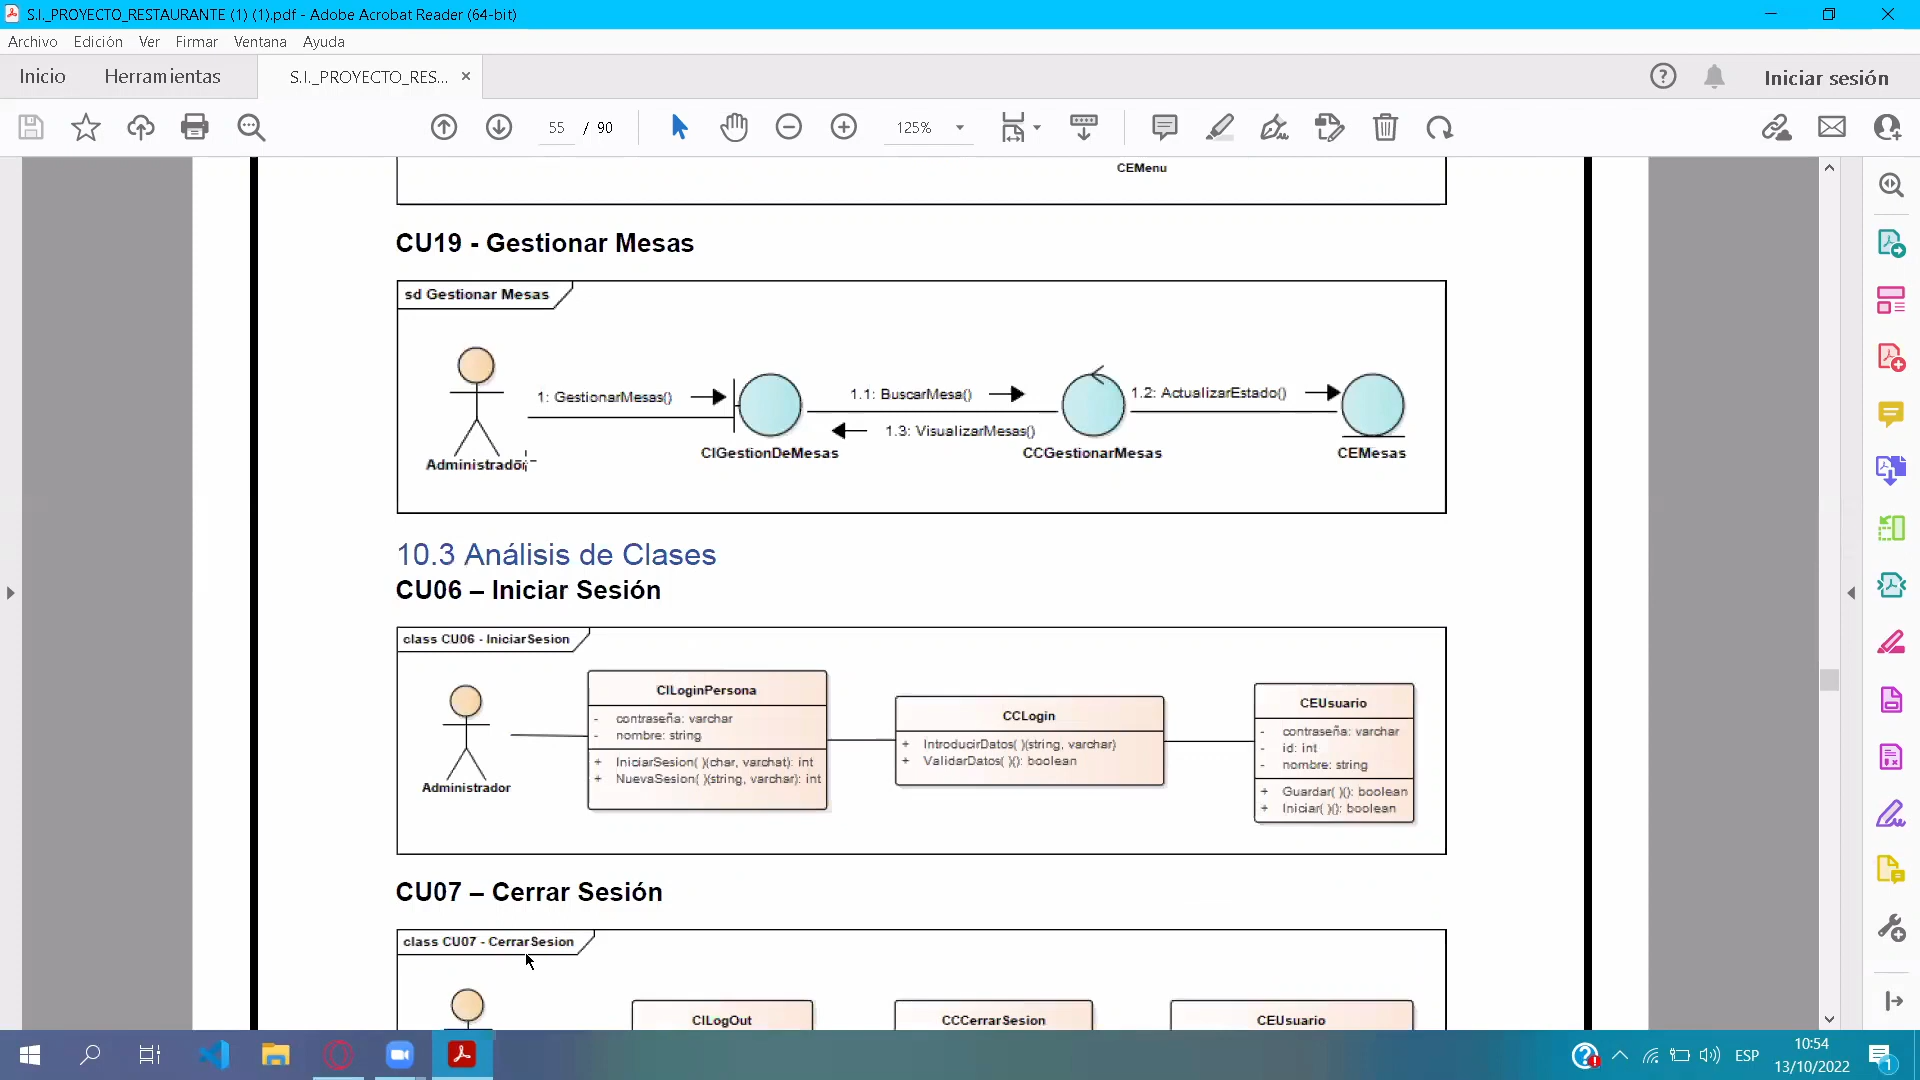 S.I._PROYECTO_RESTAURANTE (1) (1).pdf - Adobe Acrobat Reader (64-bit)
Archivo Edición Ver Firmar Ventana Ayuda
Inicio Herramientas S.I._PROYECTO_RES... × Iniciar sesión
55 / 90 125%
CEMenu
CU19 - Gestionar Mesas
sd Gestionar Mesas
1: GestionarMesas() 1.1: BuscarMesa() 1.2: ActualizarEstado()
1.3: VisualizarMesas()
Administrador CIGestionDeMesas CCGestionarMesas CEMesas
10.3 Análisis de Clases
CU06 – Iniciar Sesión
class CU06 - IniciarSesion
Administrador
CILoginPersona
- contraseña: varchar
- nombre: string
+ IniciarSesion( )(char, varchat): int
+ NuevaSesion( )(string, varchar): int
CCLogin
+ IntroducirDatos( )(string, varchar)
+ ValidarDatos( )(): boolean
CEUsuario
- contraseña: varchar
- id: int
- nombre: string
+ Guardar( )(): boolean
+ Iniciar( )(): boolean
CU07 – Cerrar Sesión
class CU07 - CerrarSesion
CILogOut CCCerrarSesion CEUsuario
ESP
10:54
13/10/2022
1